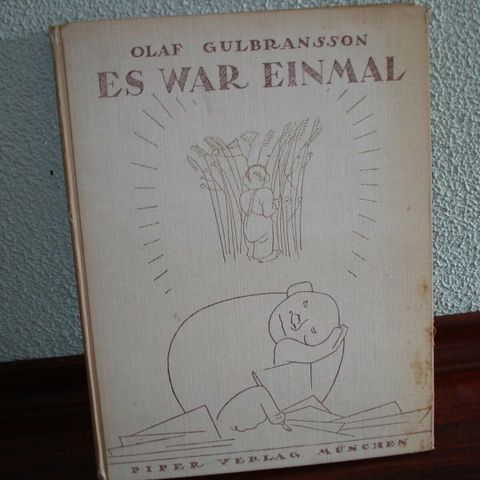 OLAF GULBRANSSON
ES WAR EINMAL
PIPER VERLAG MÜNCHEN